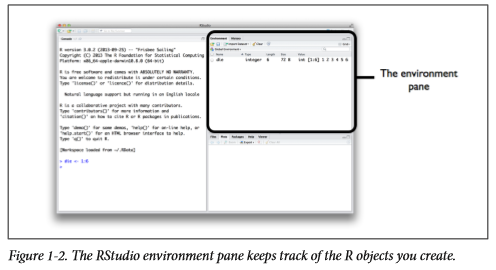 RStudio
Console
R version 3.0.2 (2013-09-25) -- "Frisbee Sailing"
Copyright (C) 2013 The R Foundation for Statistical Computing
Platform: x86_64-apple-darwin10.8.0 (64-bit)
R is free software and comes with ABSOLUTELY NO WARRANTY.
You are welcome to redistribute it under certain conditions.
Type 'license()' or 'licence()' for distribution details.
Natural language support but running in an English locale
R is a collaborative project with many contributors.
Type 'contributors()' for more information and
'citation()' on how to cite R or R packages in publications.
Type 'demo()' for some demos, 'help()' for on-line help, or
'help.start()' for an HTML browser interface to help.
Type 'q()' to quit R.
[Workspace loaded from ~/.RData]
> die <- 1:6
>
Environment History
Import Dataset Clear
Global Environment
Name Type Length Size Value
die integer 6 72 B int [1:6] 1 2 3 4 5 6
Files Plots Packages Help Viewer
Export
The environment
pane
Figure 1-2. The RStudio environment pane keeps track of the R objects you create.